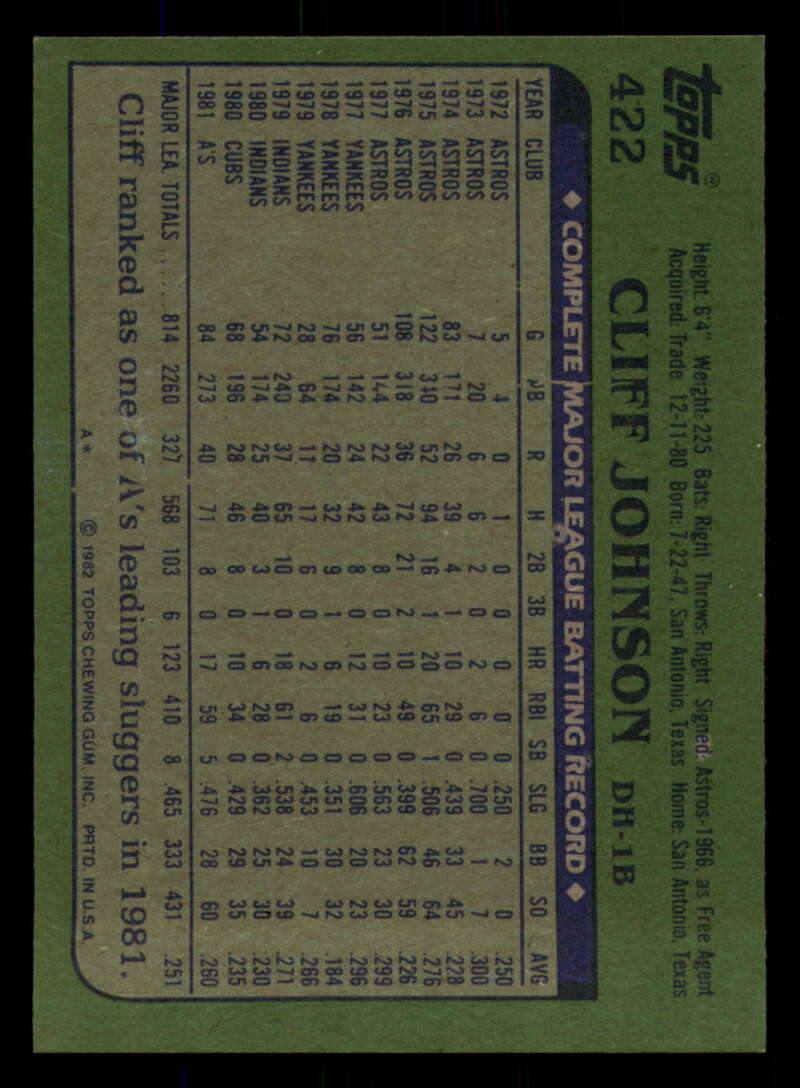 Topps®
422
CLIFF JOHNSON DH-1B
Height: 6'4" Weight: 225 Bats: Right Throws: Right Signed: Astros-1966, as Free Agent
Acquired: Trade 12-11-80 Born: 7-22-47, San Antonio, Texas Home: San Antonio, Texas
◆ COMPLETE MAJOR LEAGUE BATTING RECORD ◆
YEAR CLUB G AB R H 2B 3B HR RBI SB SLG BB SO AVG
1972 ASTROS 5 4 0 1 0 0 0 0 0 .250 2 0 .250
1973 ASTROS 7 20 6 6 2 0 2 6 0 .700 1 7 .300
1974 ASTROS 83 171 26 39 4 1 10 29 0 .439 33 45 .228
1975 ASTROS 122 340 52 94 16 1 20 65 1 .506 46 64 .276
1976 ASTROS 108 318 36 72 21 2 10 49 0 .399 62 59 .226
1977 ASTROS 51 144 22 43 8 0 10 23 0 .563 23 30 .299
1977 YANKEES 56 142 24 42 8 0 12 31 0 .606 20 23 .296
1978 YANKEES 76 174 20 32 9 1 6 19 0 .351 30 32 .184
1979 YANKEES 28 64 11 17 6 0 2 6 0 .453 10 7 .266
1979 INDIANS 72 240 37 65 10 0 18 61 2 .538 24 39 .271
1980 INDIANS 54 174 25 40 3 1 6 28 0 .362 25 30 .230
1980 CUBS 68 196 28 46 8 0 10 34 0 .429 29 35 .235
1981 A'S 84 273 40 71 8 0 17 59 5 .476 28 60 .260
MAJOR LEA. TOTALS ...... 814 2260 327 568 103 6 123 410 8 .465 333 431 .251
Cliff ranked as one of A's leading sluggers in 1981.
A* © 1982 TOPPS CHEWING GUM, INC. PRTD. IN U.S.A.